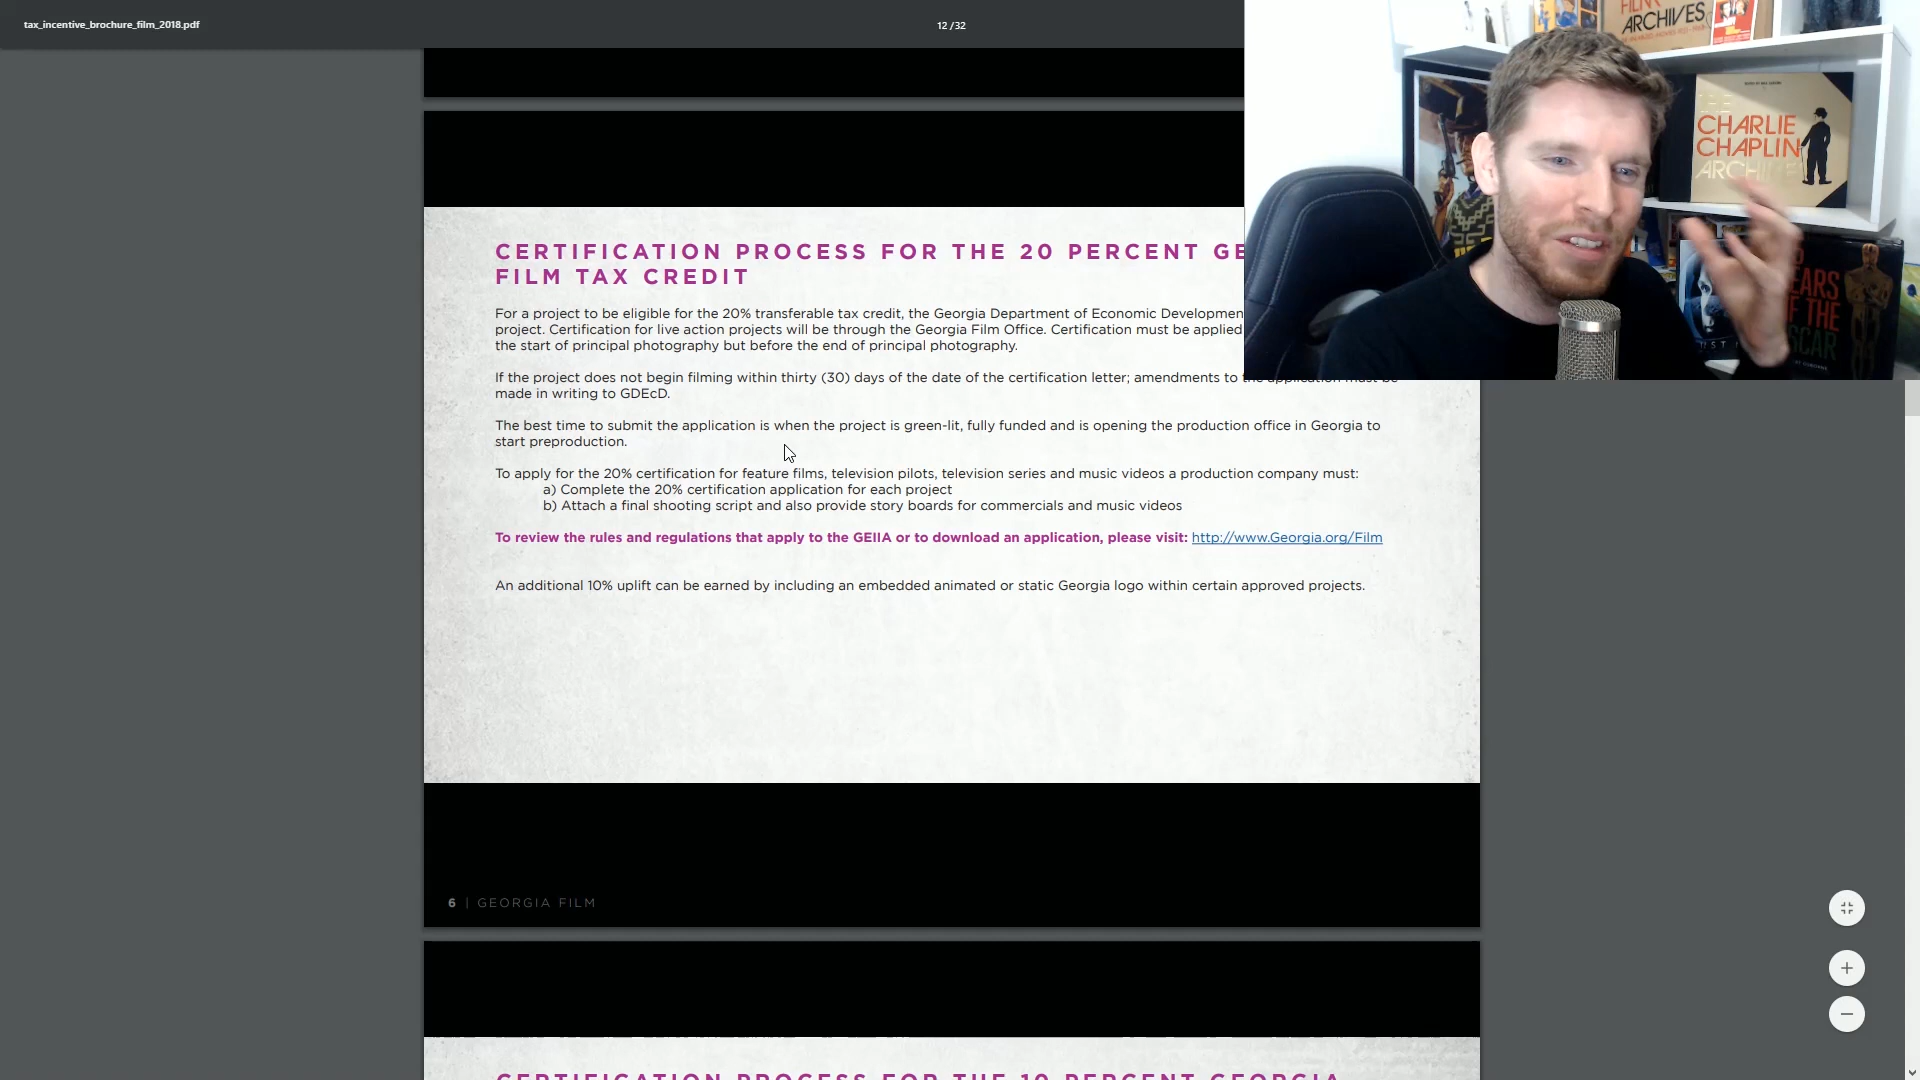 tax_incentive_brochure_film_2018.pdf
12 / 32
CERTIFICATION PROCESS FOR THE 20 PERCENT GE
FILM TAX CREDIT
For a project to be eligible for the 20% transferable tax credit, the Georgia Department of Economic Developmen
project. Certification for live action projects will be through the Georgia Film Office. Certification must be applied
the start of principal photography but before the end of principal photography.
If the project does not begin filming within thirty (30) days of the date of the certification letter; amendments to the application must be
made in writing to GDEcD.
The best time to submit the application is when the project is green-lit, fully funded and is opening the production office in Georgia to
start preproduction.
To apply for the 20% certification for feature films, television pilots, television series and music videos a production company must:
a) Complete the 20% certification application for each project
b) Attach a final shooting script and also provide story boards for commercials and music videos
To review the rules and regulations that apply to the GEIIA or to download an application, please visit: http://www.Georgia.org/Film
An additional 10% uplift can be earned by including an embedded animated or static Georgia logo within certain approved projects.
6 | GEORGIA FILM
CERTIFICATION PROCESS FOR THE 10 PERCENT GEORGIA
ARCHIVES
THE
CHARLIE
CHAPLIN
ARCHIVES
EARS
OF THE
OSCAR